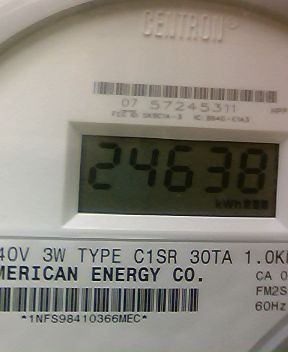 CENTRON®
07 57245311
24638
kWh
40V 3W TYPE C1SR 30TA 1.0K
MERICAN ENERGY CO.
CA 0
FM2S
60Hz
*1NFS98410366MEC*